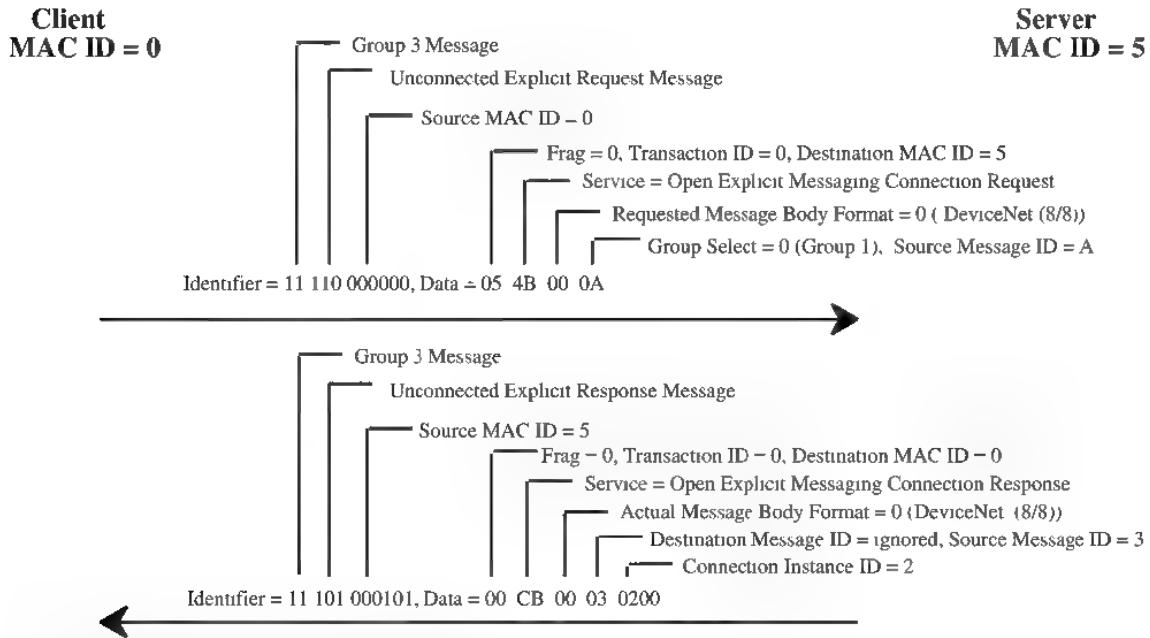 Client
MAC ID = 0
Server
MAC ID = 5
Group 3 Message
Unconnected Explicit Request Message
Source MAC ID – 0
Frag = 0, Transaction ID = 0, Destination MAC ID = 5
Service = Open Explicit Messaging Connection Request
Requested Message Body Format = 0 ( DeviceNet (8/8))
Group Select = 0 (Group 1), Source Message ID = A
Identifier = 11 110 000000, Data = 05 4B 00 0A
Group 3 Message
Unconnected Explicit Response Message
Source MAC ID = 5
Frag – 0, Transaction ID – 0, Destination MAC ID – 0
Service = Open Explicit Messaging Connection Response
Actual Message Body Format = 0 (DeviceNet (8/8))
Destination Message ID = ignored, Source Message ID = 3
Connection Instance ID = 2
Identifier = 11 101 000101, Data = 00 CB 00 03 0200